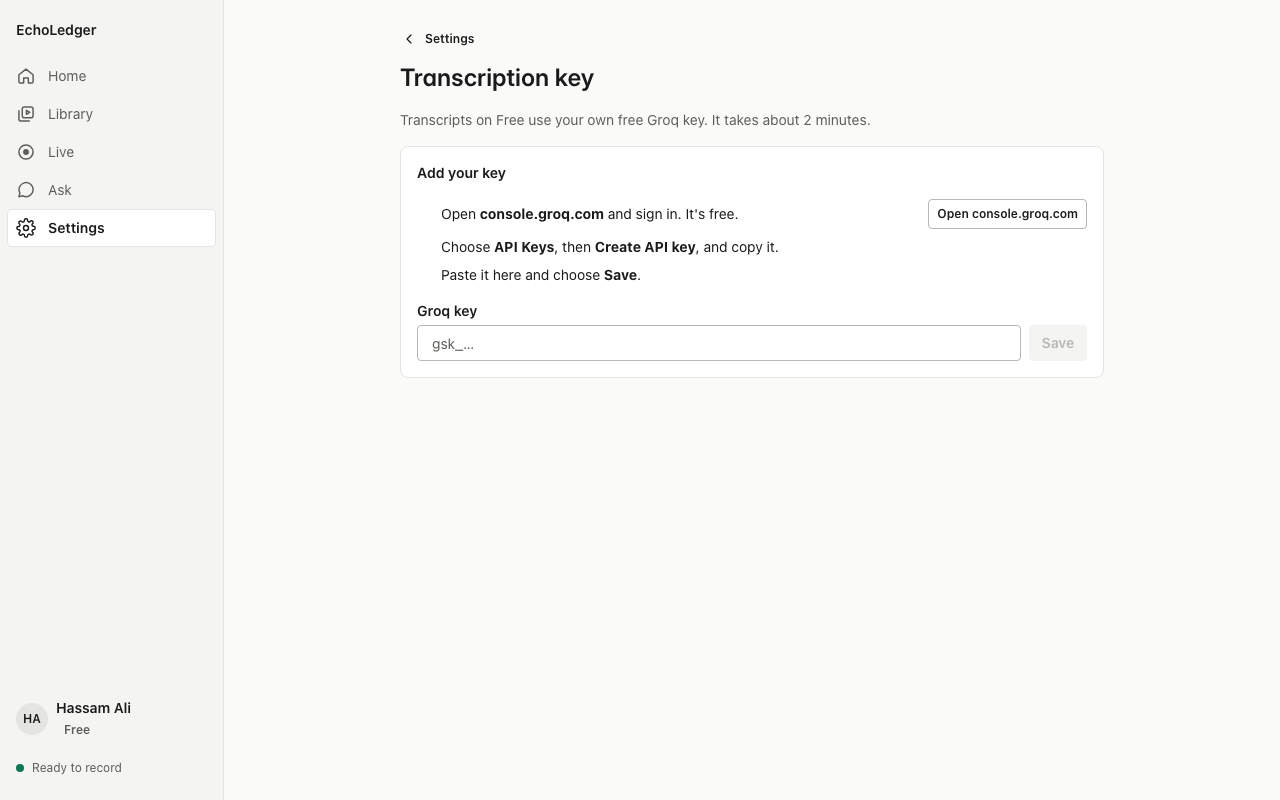 EchoLedger
Home
Library
Live
Ask
Settings
Hassam Ali
HA
Free
Ready to record
Settings
Transcription key
Transcripts on Free use your own free Groq key. It takes about 2 minutes.
Add your key
Open console.groq.com and sign in. It's free.
Open console.groq.com
Choose API Keys, then Create API key, and copy it.
Paste it here and choose Save.
Groq key
gsk_...
Save